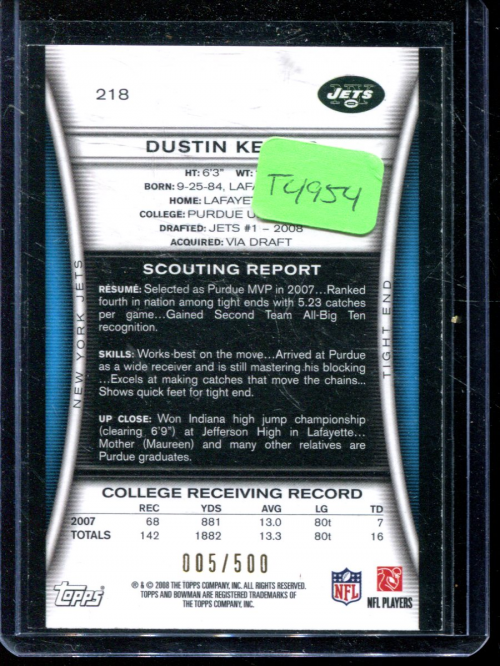 218
JETS
DUSTIN KE
T4954
HT: 6'3" WT:
BORN: 9-25-84, LAF
HOME: LAFAYE
COLLEGE: PURDUE U
DRAFTED: JETS #1 – 2008
ACQUIRED: VIA DRAFT
NEW YORK JETS
TIGHT END
SCOUTING REPORT
RÉSUMÉ: Selected as Purdue MVP in 2007...Ranked
fourth in nation among tight ends with 5.23 catches
per game...Gained Second Team All-Big Ten
recognition.
SKILLS: Works best on the move...Arrived at Purdue
as a wide receiver and is still mastering his blocking
...Excels at making catches that move the chains...
Shows quick feet for tight end.
UP CLOSE: Won Indiana high jump championship
(clearing 6'9") at Jefferson High in Lafayette...
Mother (Maureen) and many other relatives are
Purdue graduates.
COLLEGE RECEIVING RECORD
REC YDS AVG LG TD
2007 68 881 13.0 80t 7
TOTALS 142 1882 13.3 80t 16
005/500
Topps
® & © 2008 THE TOPPS COMPANY, INC. ALL RIGHTS RESERVED.
TOPPS AND BOWMAN ARE REGISTERED TRADEMARKS OF
THE TOPPS COMPANY, INC.
NFL
NFL PLAYERS